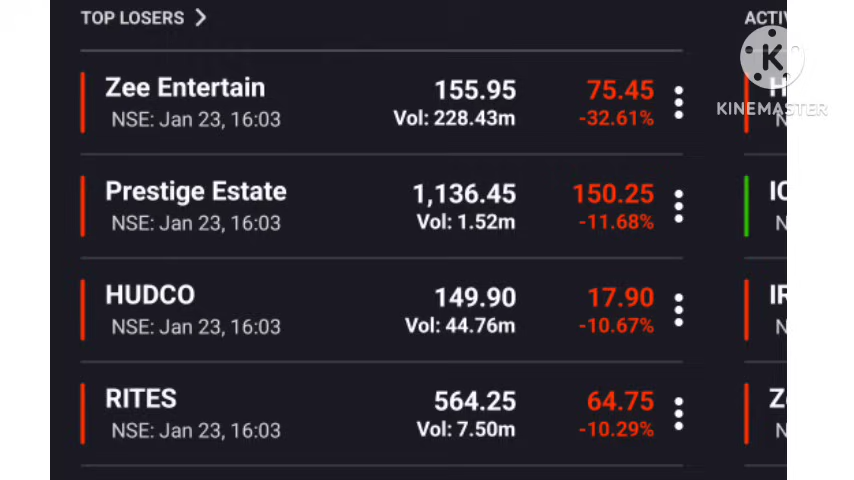 TOP LOSERS
ACTIV
K
KINEMASTER
Zee Entertain 155.95 75.45
NSE: Jan 23, 16:03 Vol: 228.43m -32.61%
Prestige Estate 1,136.45 150.25
NSE: Jan 23, 16:03 Vol: 1.52m -11.68%
HUDCO 149.90 17.90
NSE: Jan 23, 16:03 Vol: 44.76m -10.67%
RITES 564.25 64.75
NSE: Jan 23, 16:03 Vol: 7.50m -10.29%